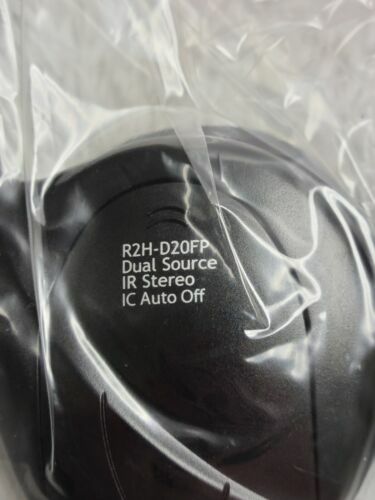 R2H-D20FP
Dual Source
IR Stereo
IC Auto Off